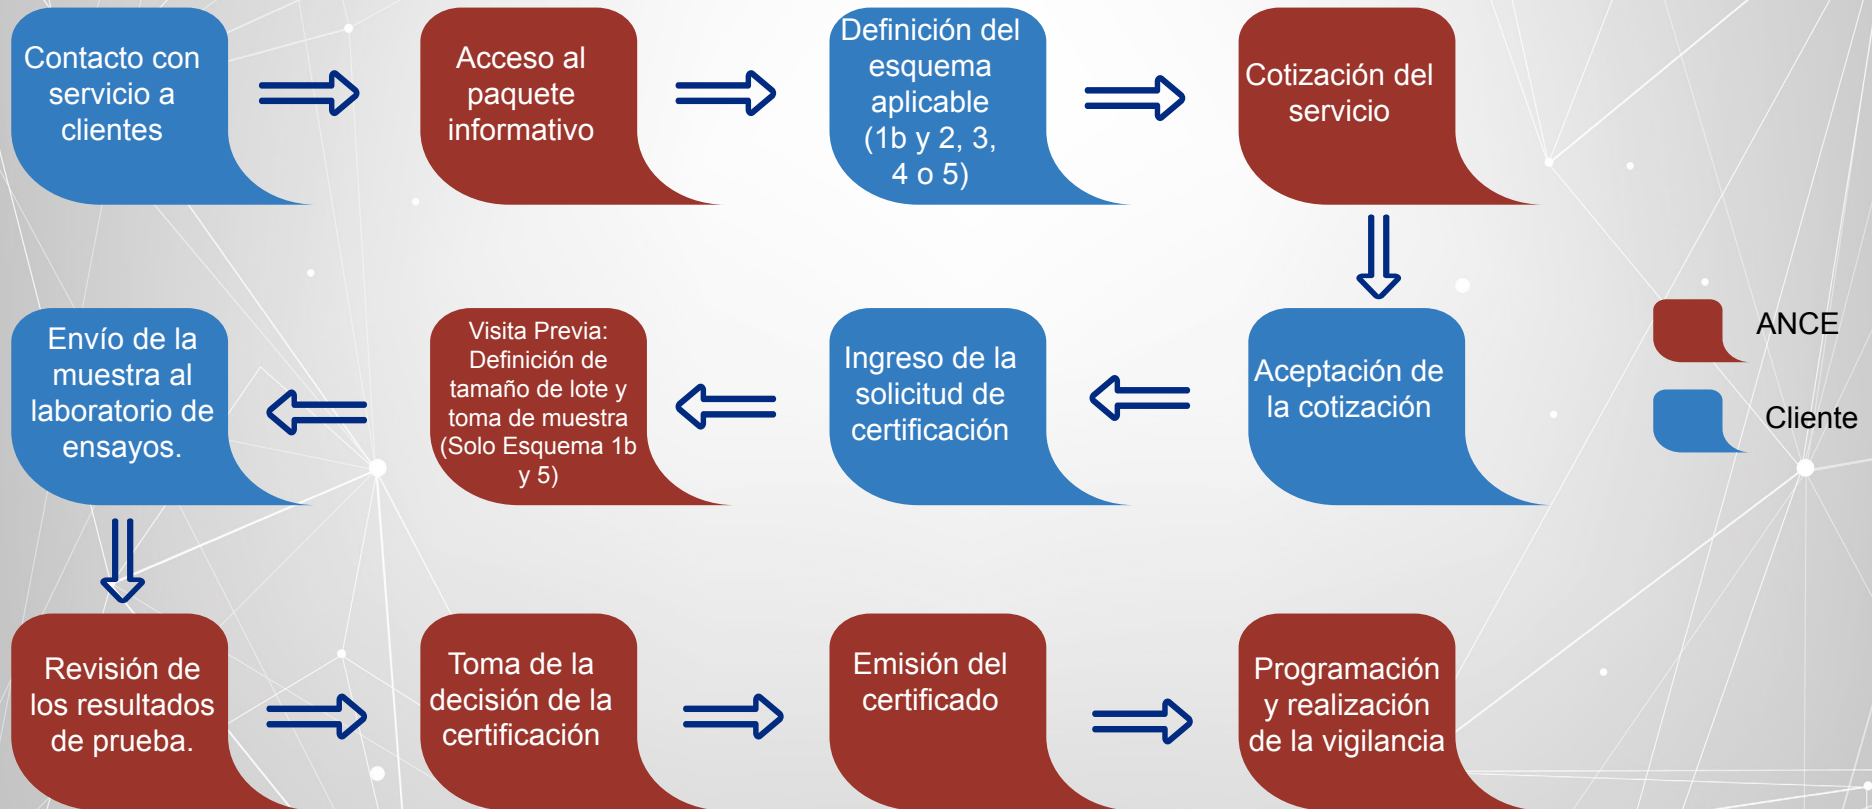 Contacto con
servicio a
clientes
Acceso al
paquete
informativo
Definición del
esquema
aplicable
(1b y 2, 3,
4 o 5)
Cotización del
servicio
Envío de la
muestra al
laboratorio de
ensayos.
Visita Previa:
Definición de
tamaño de lote y
toma de muestra
(Solo Esquema 1b
y 5)
Ingreso de la
solicitud de
certificación
Aceptación de
la cotización
ANCE
Cliente
Revisión de
los resultados
de prueba.
Toma de la
decisión de la
certificación
Emisión del
certificado
Programación
y realización
de la vigilancia